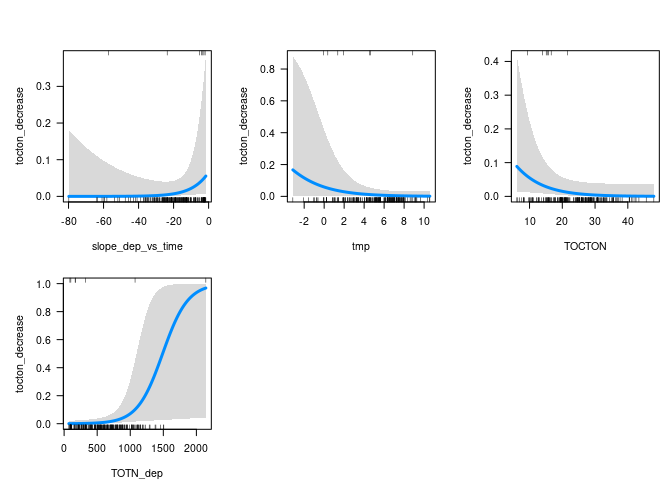 tocton_decrease
0.3
0.2
0.1
0.0
-80 -60 -40 -20 0
slope_dep_vs_time
tocton_decrease
0.8
0.6
0.4
0.2
0.0
-2 0 2 4 6 8 10
tmp
tocton_decrease
0.4
0.3
0.2
0.1
0.0
10 20 30 40
TOCTON
tocton_decrease
1.0
0.8
0.6
0.4
0.2
0.0
0 500 1000 1500 2000
TOTN_dep